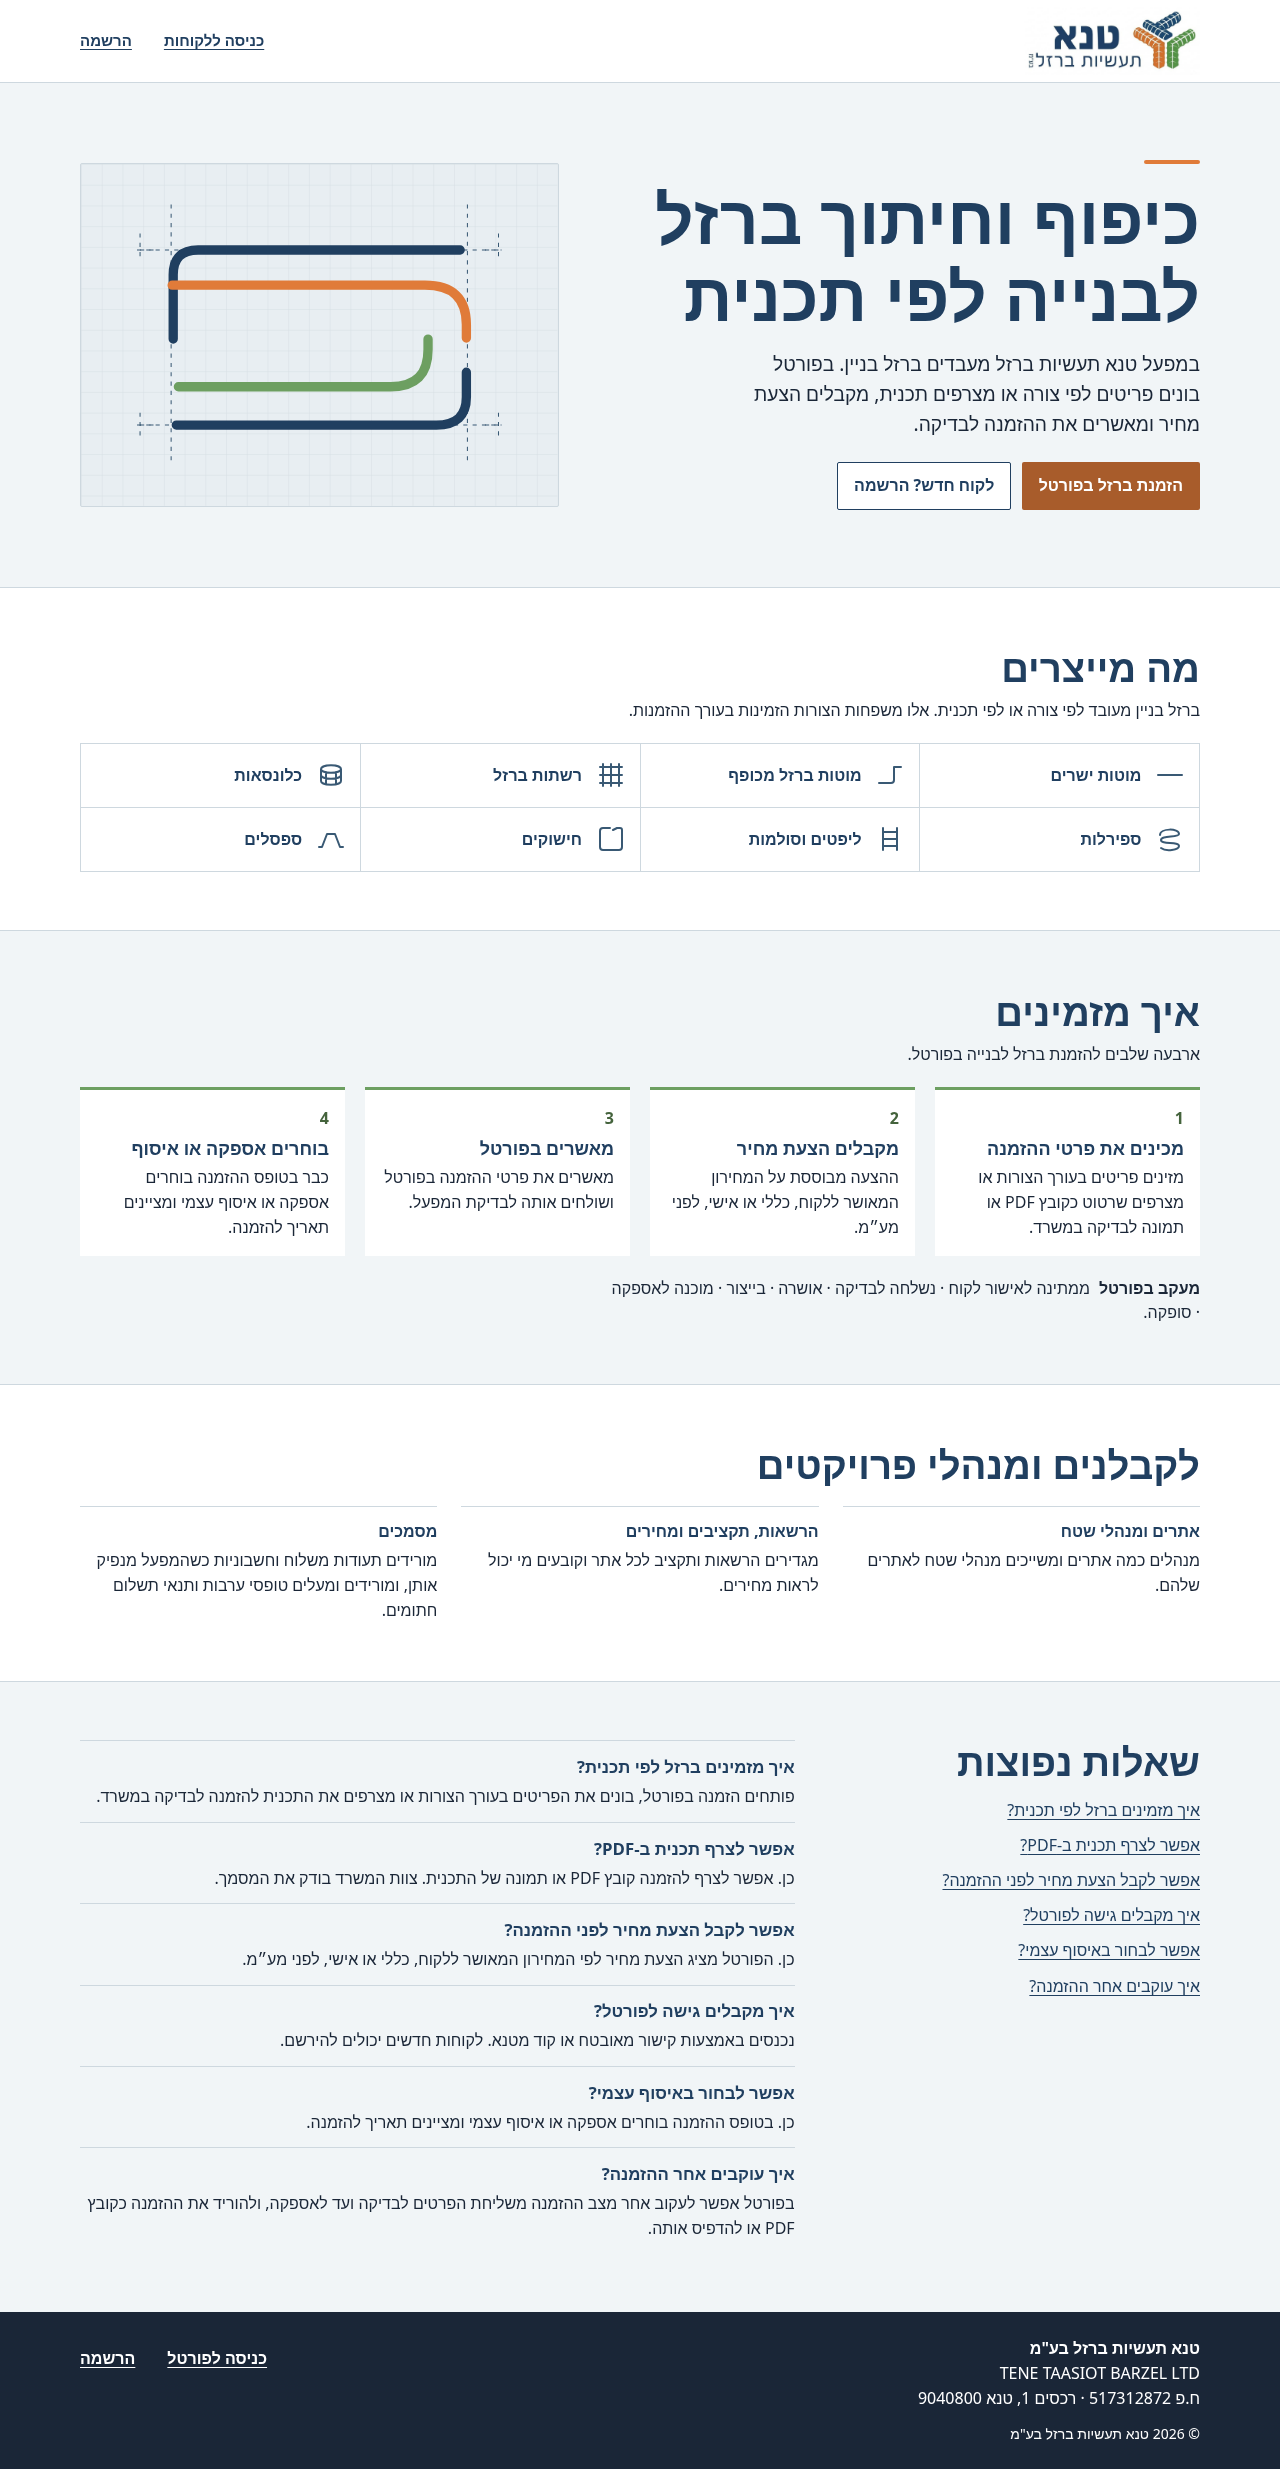 טנא
תעשיות ברזל
כניסה ללקוחות
הרשמה
כיפוף וחיתוך ברזל
לבנייה לפי תכנית
במפעל טנא תעשיות ברזל מעבדים ברזל בניין. בפורטל
בונים פריטים לפי צורה או מצרפים תכנית, מקבלים הצעת
מחיר ומאשרים את ההזמנה לבדיקה.
הזמנת ברזל בפורטל
לקוח חדש? הרשמה
מה מייצרים
ברזל בניין מעובד לפי צורה או לפי תכנית. אלו משפחות הצורות הזמינות בעורך ההזמנות.
מוטות ישרים
מוטות ברזל מכופף
רשתות ברזל
כלונסאות
ספירלות
ליפטים וסולמות
חישוקים
ספסלים
איך מזמינים
ארבעה שלבים להזמנת ברזל לבנייה בפורטל.
1
מכינים את פרטי ההזמנה
מזינים פריטים בעורך הצורות או
מצרפים שרטוט כקובץ PDF או
תמונה לבדיקה במשרד.
2
מקבלים הצעת מחיר
ההצעה מבוססת על המחירון
המאושר ללקוח, כללי או אישי, לפני
מע״מ.
3
מאשרים בפורטל
מאשרים את פרטי ההזמנה בפורטל
ושולחים אותה לבדיקת המפעל.
4
בוחרים אספקה או איסוף
כבר בטופס ההזמנה בוחרים
אספקה או איסוף עצמי ומציינים
תאריך להזמנה.
מעקב בפורטל ממתינה לאישור לקוח · נשלחה לבדיקה · אושרה · בייצור · מוכנה לאספקה
· סופקה.
לקבלנים ומנהלי פרויקטים
אתרים ומנהלי שטח
מנהלים כמה אתרים ומשייכים מנהלי שטח לאתרים
שלהם.
הרשאות, תקציבים ומחירים
מגדירים הרשאות ותקציב לכל אתר וקובעים מי יכול
לראות מחירים.
מסמכים
מורידים תעודות משלוח וחשבוניות כשהמפעל מנפיק
אותן, ומורידים ומעלים טופסי ערבות ותנאי תשלום
חתומים.
שאלות נפוצות
איך מזמינים ברזל לפי תכנית?
אפשר לצרף תכנית ב-PDF?
אפשר לקבל הצעת מחיר לפני ההזמנה?
איך מקבלים גישה לפורטל?
אפשר לבחור באיסוף עצמי?
איך עוקבים אחר ההזמנה?
איך מזמינים ברזל לפי תכנית?
פותחים הזמנה בפורטל, בונים את הפריטים בעורך הצורות או מצרפים את התכנית להזמנה לבדיקה במשרד.
אפשר לצרף תכנית ב-PDF?
כן. אפשר לצרף להזמנה קובץ PDF או תמונה של התכנית. צוות המשרד בודק את המסמך.
אפשר לקבל הצעת מחיר לפני ההזמנה?
כן. הפורטל מציג הצעת מחיר לפי המחירון המאושר ללקוח, כללי או אישי, לפני מע״מ.
איך מקבלים גישה לפורטל?
נכנסים באמצעות קישור מאובטח או קוד מטנא. לקוחות חדשים יכולים להירשם.
אפשר לבחור באיסוף עצמי?
כן. בטופס ההזמנה בוחרים אספקה או איסוף עצמי ומציינים תאריך להזמנה.
איך עוקבים אחר ההזמנה?
בפורטל אפשר לעקוב אחר מצב ההזמנה משליחת הפרטים לבדיקה ועד לאספקה, ולהוריד את ההזמנה כקובץ
PDF או להדפיס אותה.
טנא תעשיות ברזל בע"מ
TENE TAASIOT BARZEL LTD
ח.פ 517312872 · רכסים 1, טנא 9040800
© 2026 טנא תעשיות ברזל בע"מ
כניסה לפורטל
הרשמה